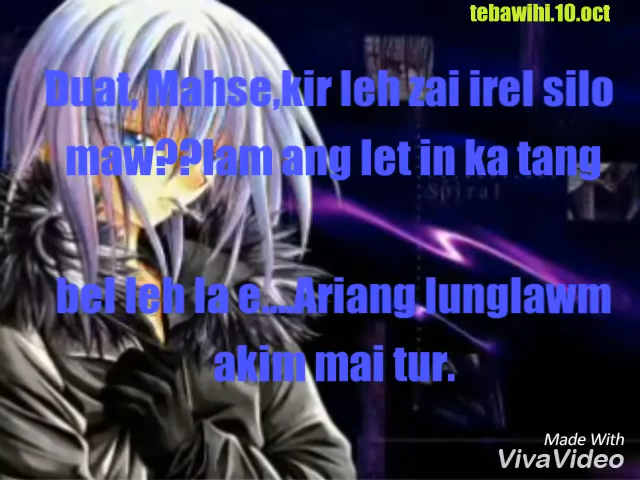 tebawihi.10.oct
Duat, Mahse,kir leh zai irel silo
maw??lam ang let in ka tang
Spiral
bel leh la e....Ariang lunglawm
akim mai tur.
Made With
VivaVideo